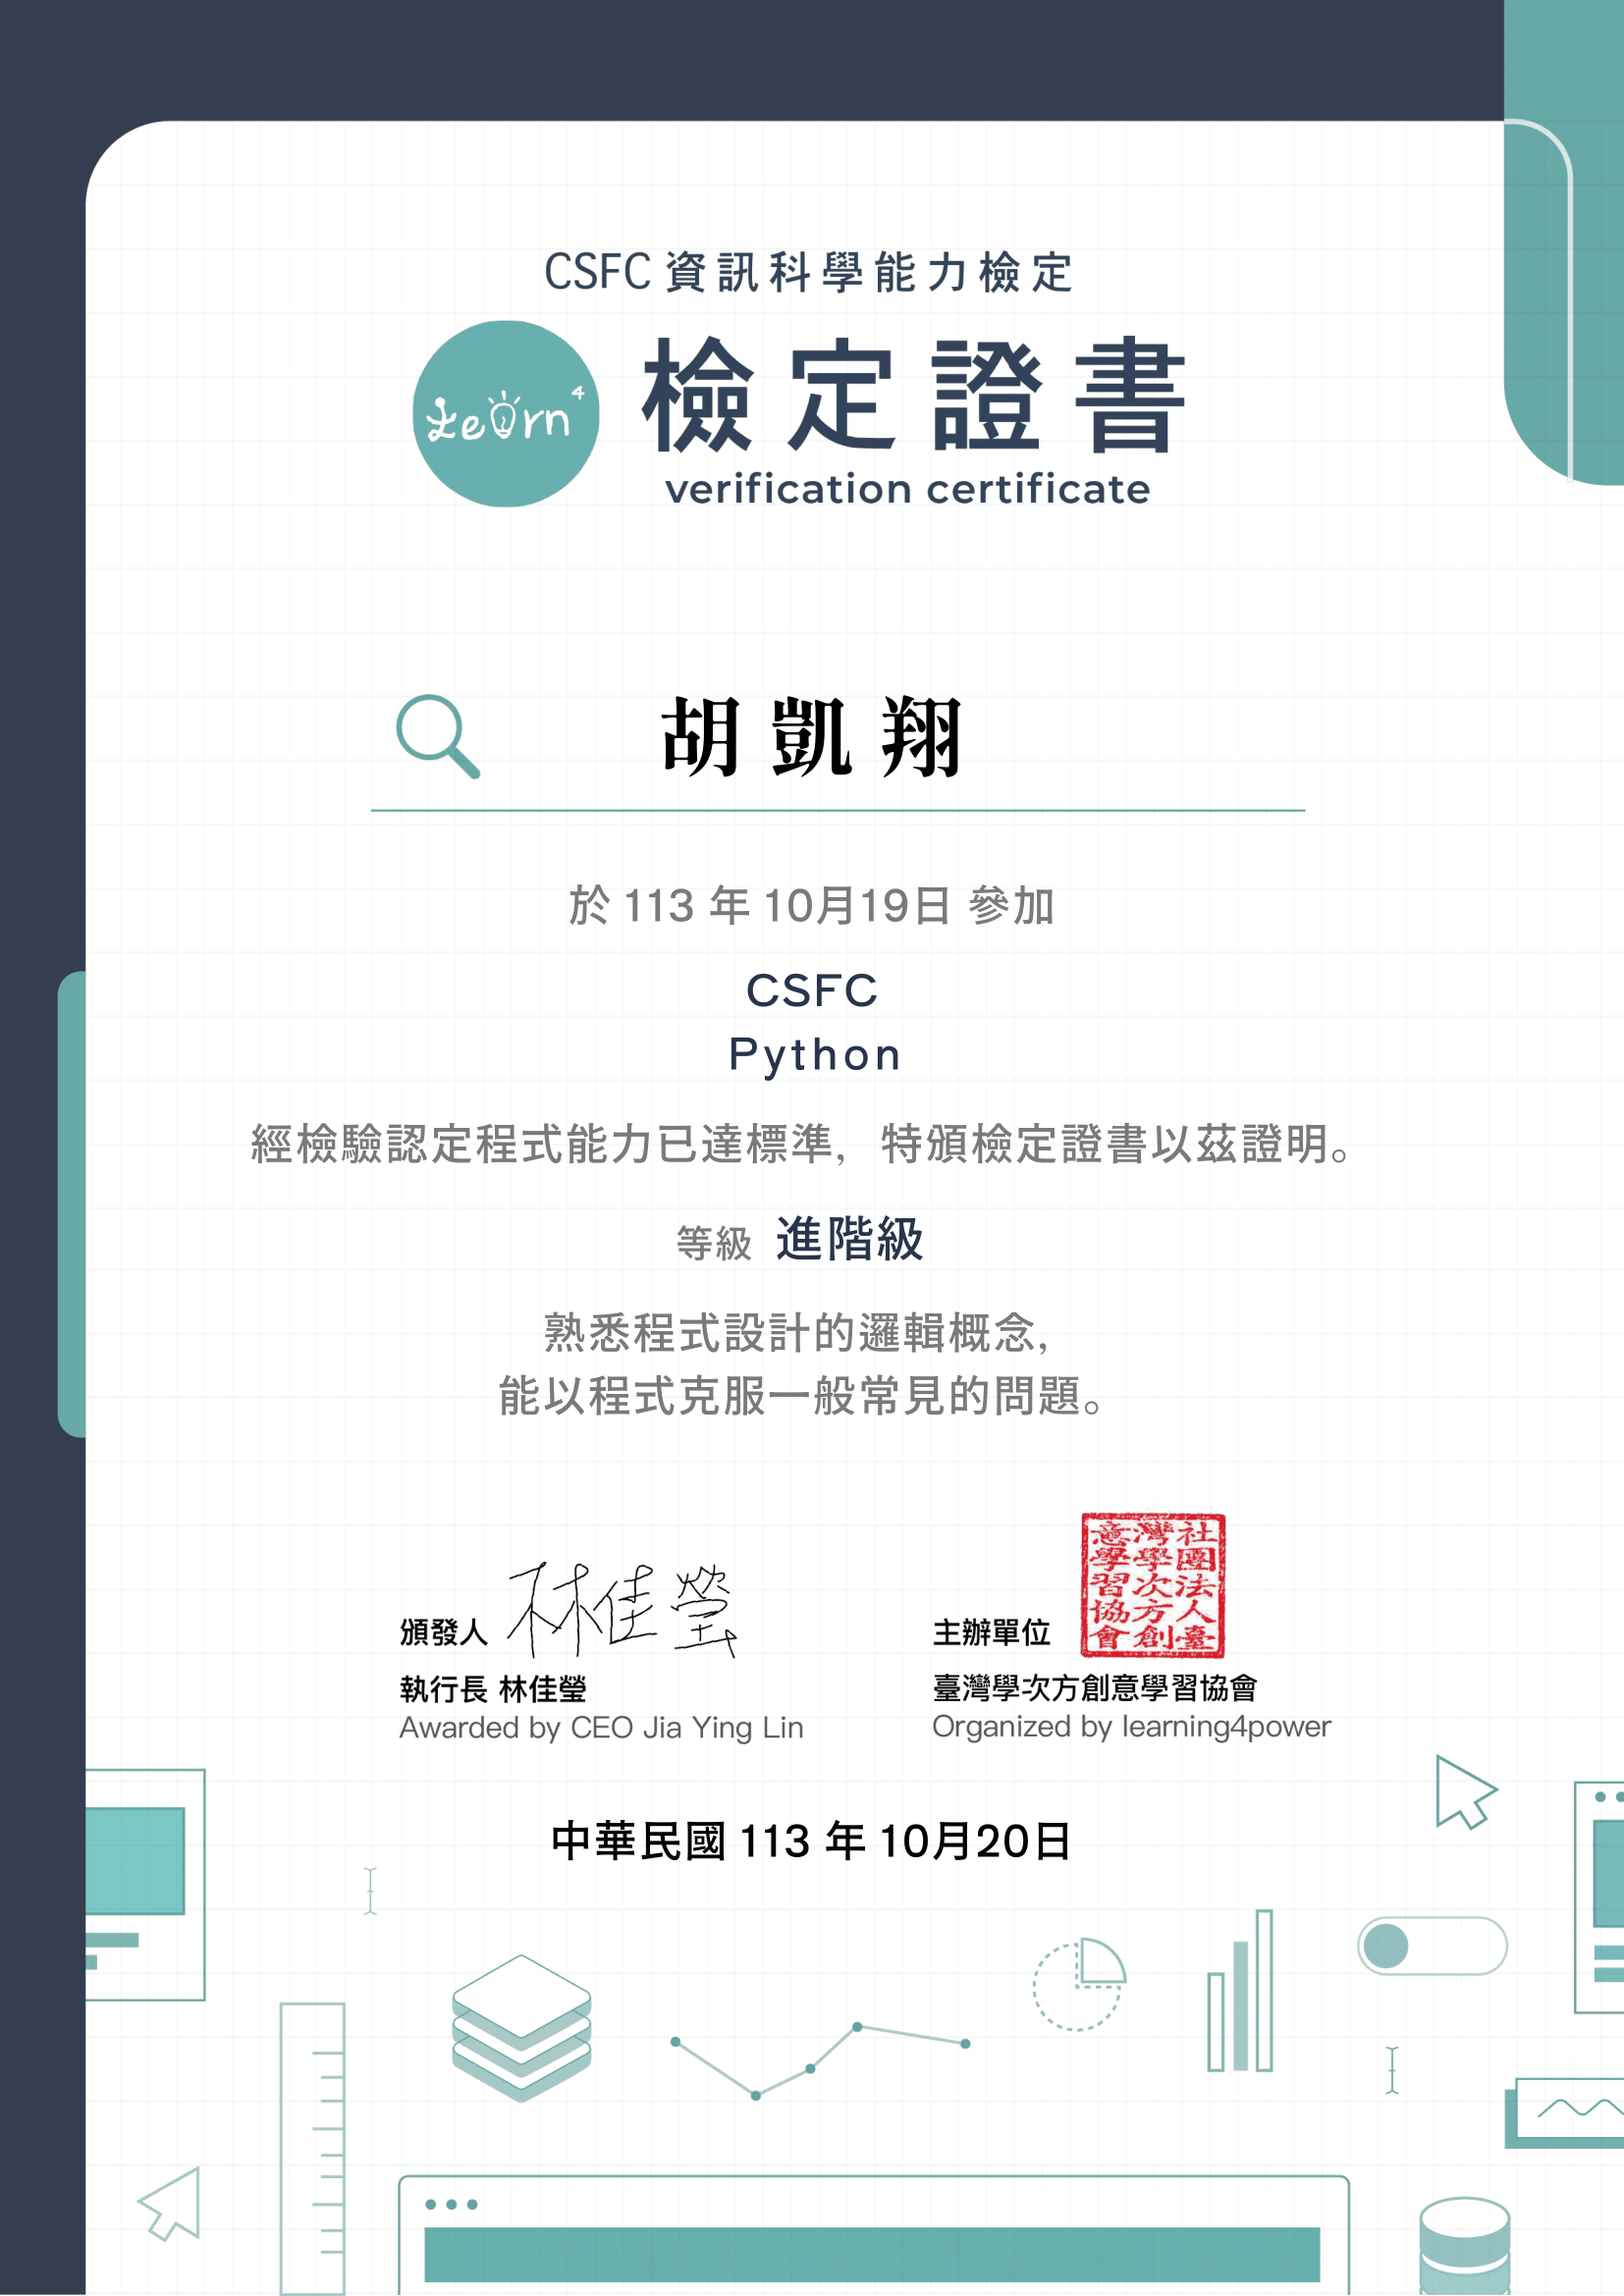 CSFC 資訊科學能力檢定
Learn⁴
檢定證書
verification certificate
胡凱翔
於 113 年 10月19日 參加
CSFC
Python
經檢驗認定程式能力已達標準，特頒檢定證書以茲證明。
等級 進階級
熟悉程式設計的邏輯概念，
能以程式克服一般常見的問題。
頒發人 林佳瑩
執行長 林佳瑩
Awarded by CEO Jia Ying Lin
主辦單位
社團法人臺灣學次方創意學習協會
臺灣學次方創意學習協會
Organized by learning4power
中華民國 113 年 10月20日